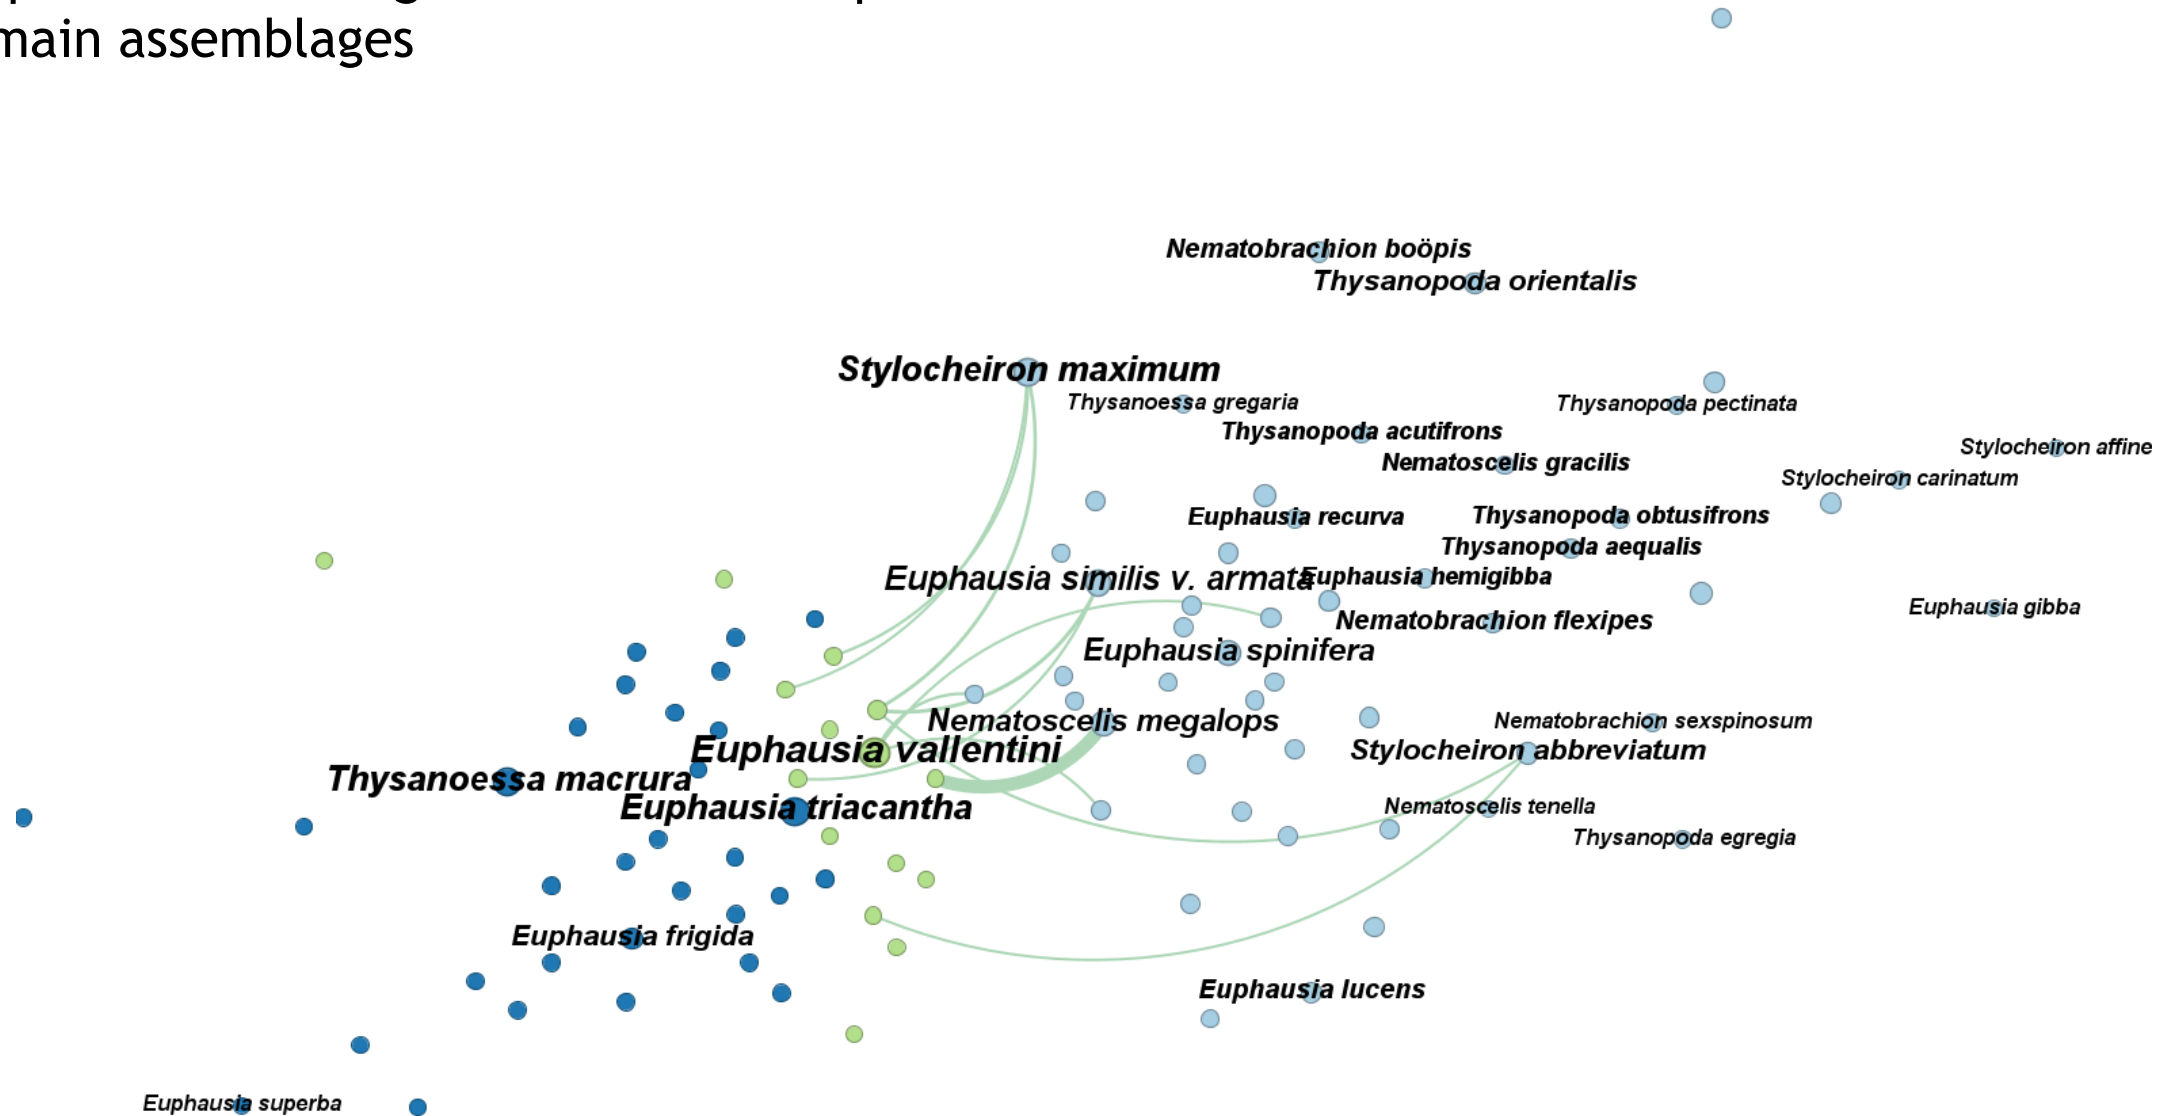 main assemblages
Nematobrachion boöpis
Thysanopoda orientalis
Stylocheiron maximum
Thysanoessa gregaria
Thysanopoda pectinata
Thysanopoda acutifrons
Stylocheiron affine
Nematoscelis gracilis
Stylocheiron carinatum
Euphausia recurva
Thysanopoda obtusifrons
Thysanopoda aequalis
Euphausia similis v. armata
Euphausia hemigibba
Euphausia gibba
Nematobrachion flexipes
Euphausia spinifera
Nematoscelis megalops
Nematobrachion sexspinosum
Euphausia vallentini
Stylocheiron abbreviatum
Thysanoessa macrura
Euphausia triacantha
Nematoscelis tenella
Thysanopoda egregia
Euphausia frigida
Euphausia lucens
Euphausia superba